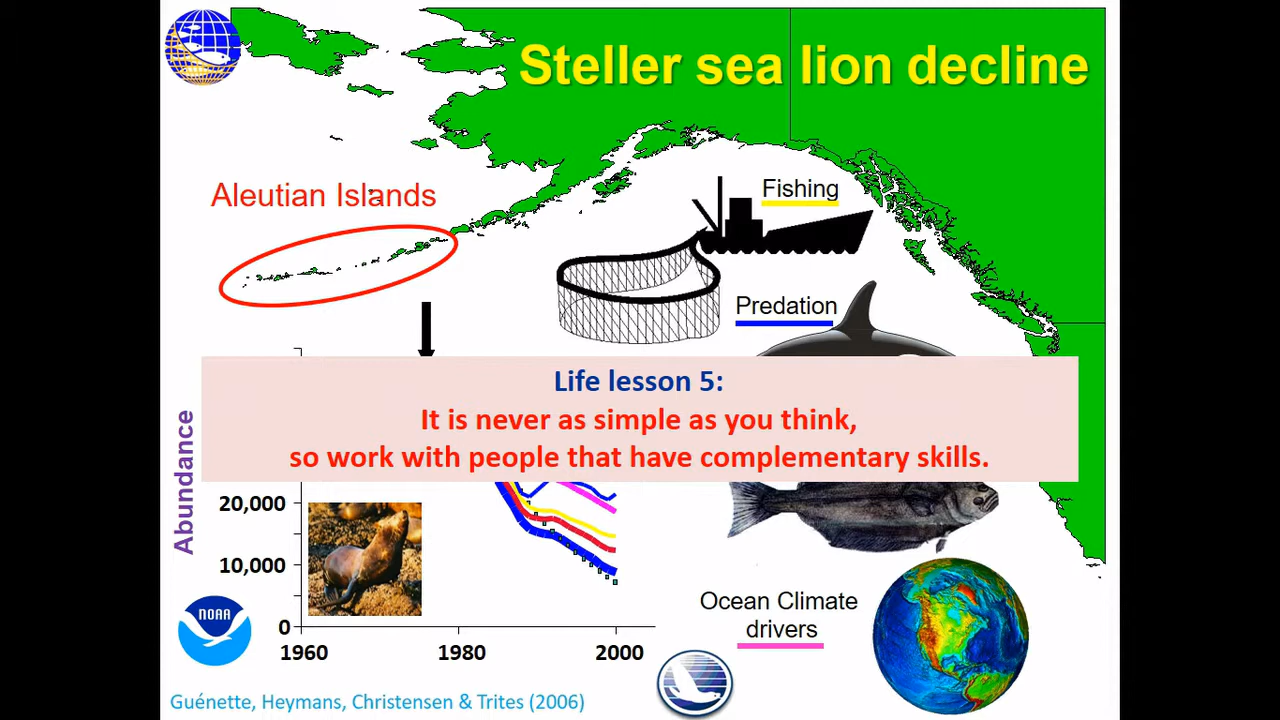 Steller sea lion decline
Aleutian Islands
Fishing
Predation
Life lesson 5:
It is never as simple as you think,
so work with people that have complementary skills.
Abundance
20,000
10,000
0
1960
1980
2000
Ocean Climate
drivers
NOAA
Guénette, Heymans, Christensen & Trites (2006)